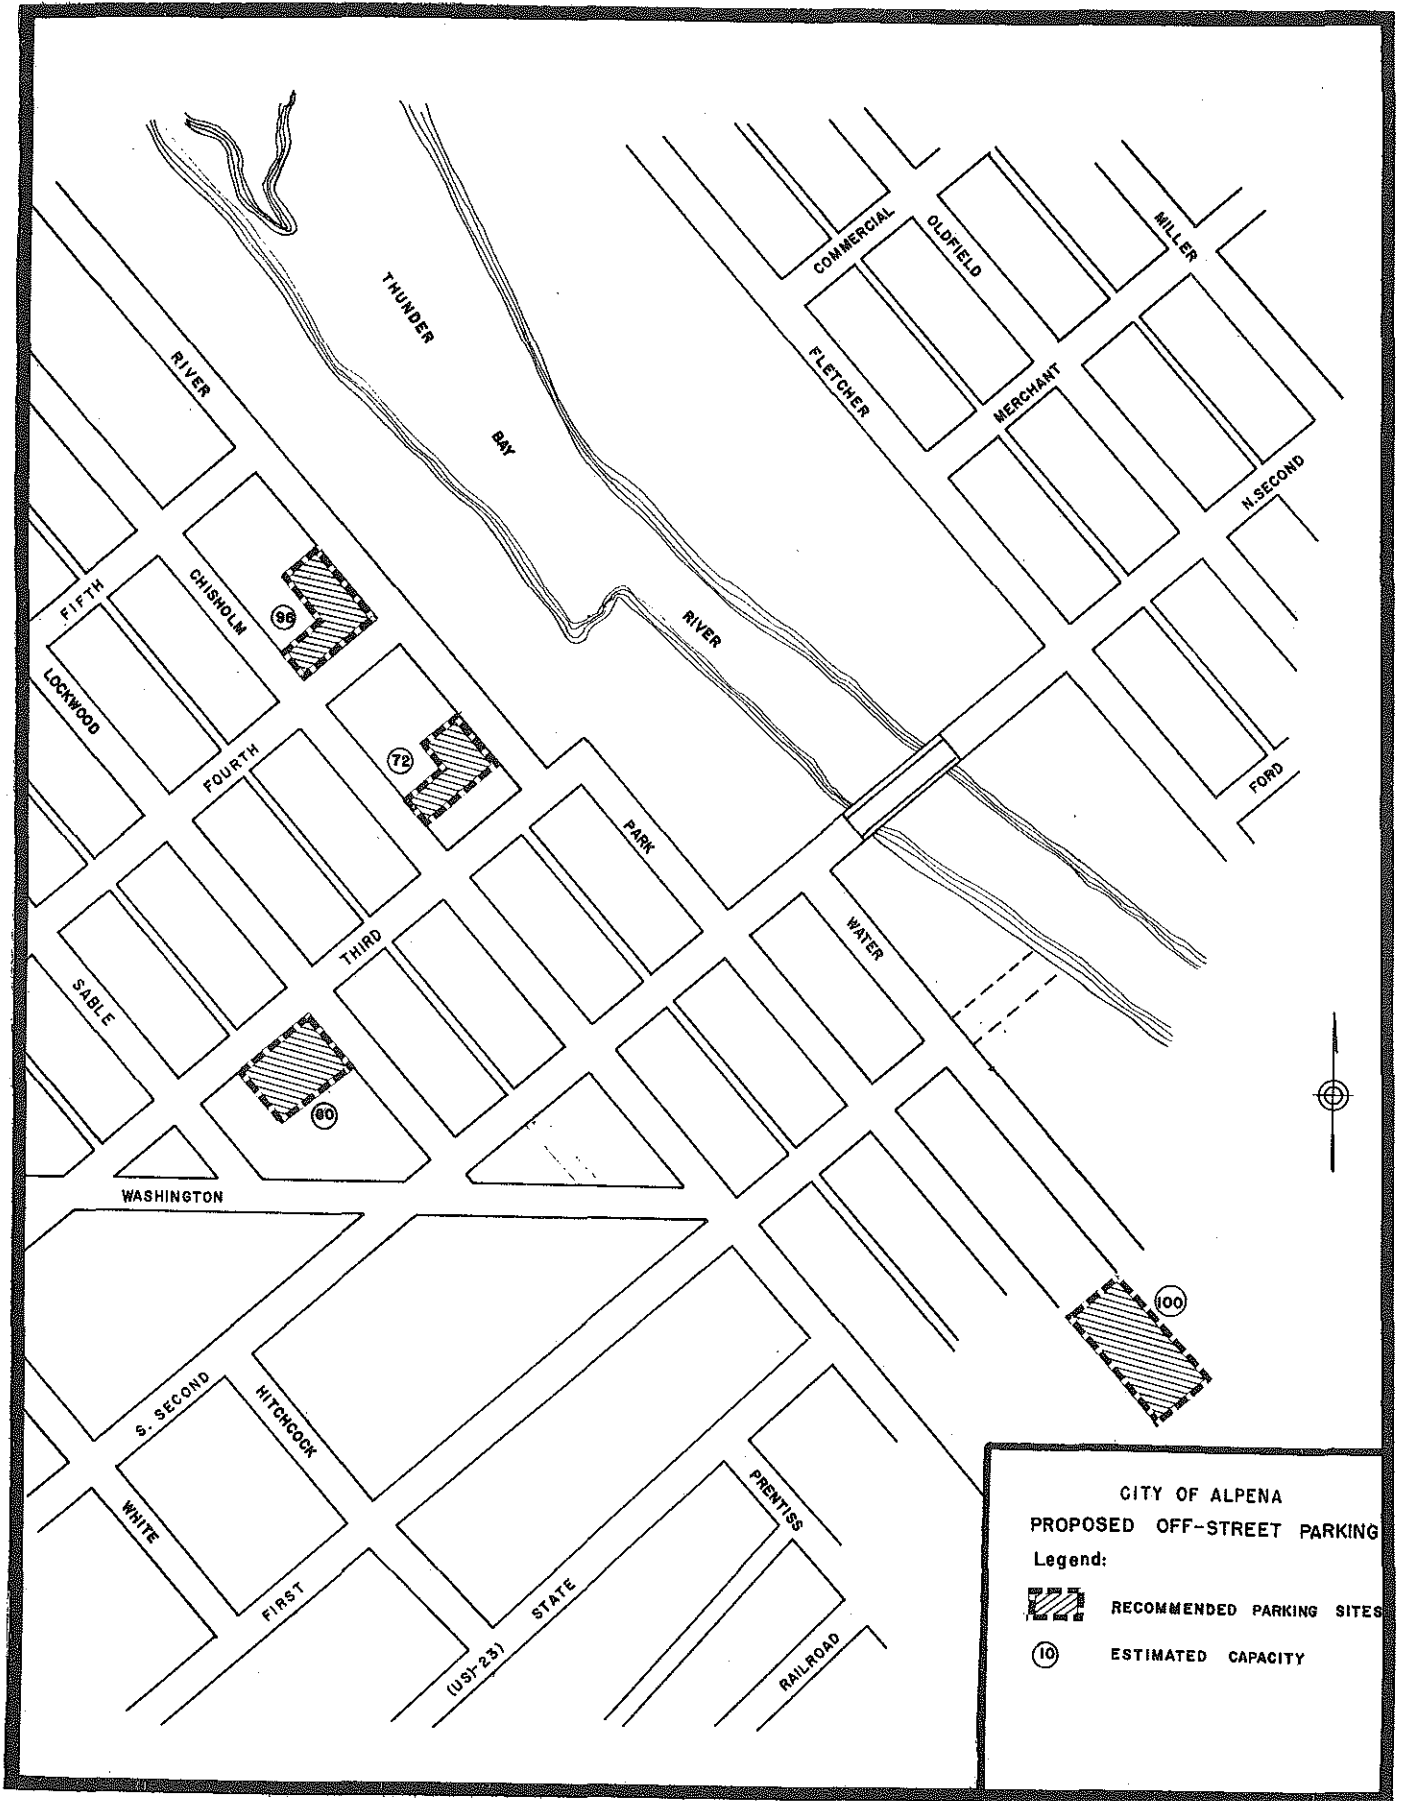 COMMERCIAL
OLDFIELD
MILLER
THUNDER
BAY
RIVER
RIVER
FLETCHER
MERCHANT
N. SECOND
FORD
FIFTH
CHISHOLM
96
LOCKWOOD
FOURTH
72
PARK
WATER
THIRD
SABLE
WASHINGTON
100
S. SECOND
HITCHCOCK
WHITE
FIRST
PRENTISS
STATE
(US)-23)
RAILROAD
CITY OF ALPENA
PROPOSED OFF-STREET PARKING
Legend:
RECOMMENDED PARKING SITES
10 ESTIMATED CAPACITY